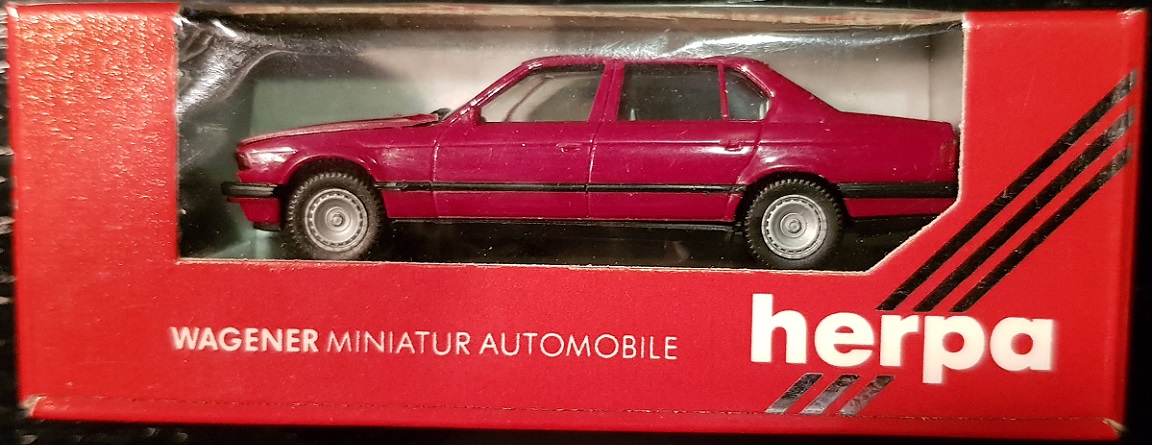 WAGENER MINIATUR AUTOMOBILE
herpa